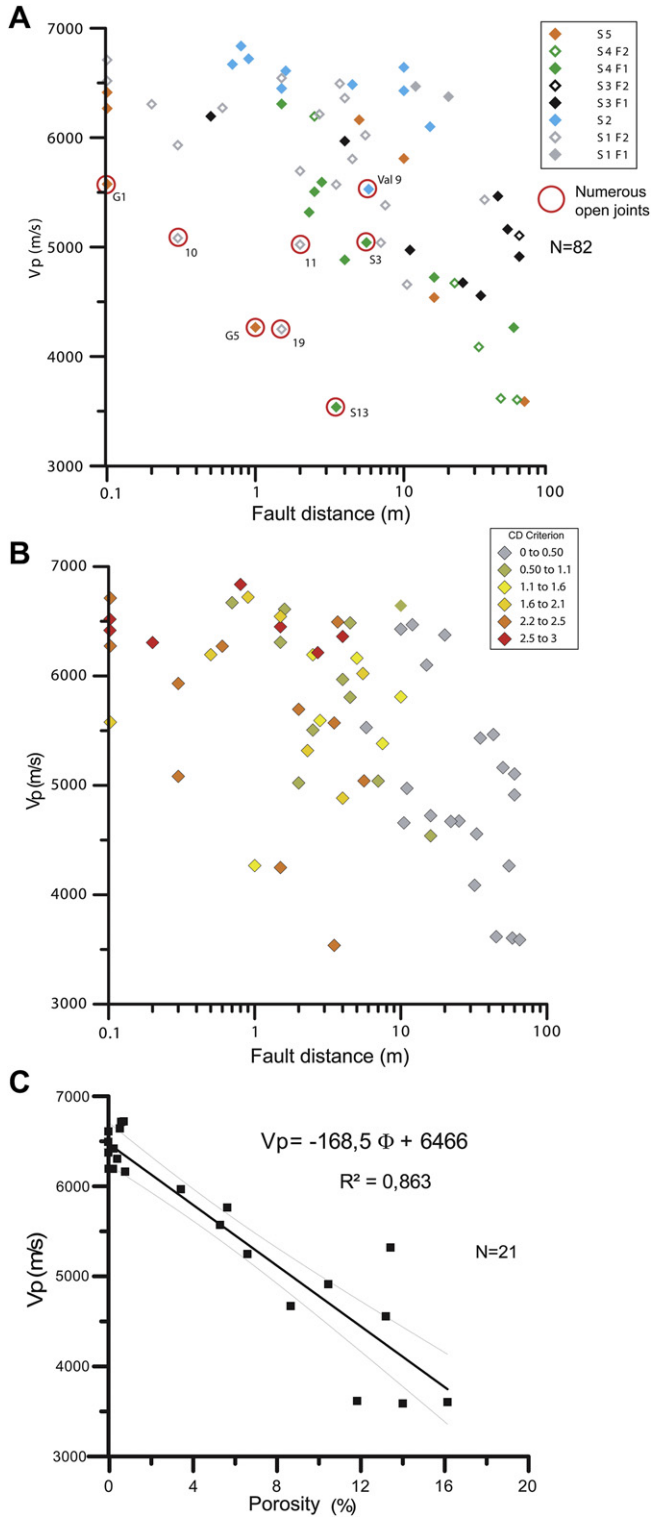 A
7000
6000
5000
4000
3000
Vp (m/s)
0.1
1
10
100
Fault distance (m)
G1
10
11
S3
Val 9
G5
19
S13
S5
S4 F2
S4 F1
S3 F2
S3 F1
S2
S1 F2
S1 F1
Numerous
open joints
N=82
B
7000
6000
5000
4000
3000
Vp (m/s)
0.1
1
10
100
Fault distance (m)
CD Criterion
0 to 0.50
0.50 to 1.1
1.1 to 1.6
1.6 to 2.1
2.2 to 2.5
2.5 to 3
C
7000
6000
5000
4000
3000
Vp (m/s)
Vp= -168,5 Φ + 6466
R² = 0,863
N=21
0
4
8
12
16
20
Porosity (%)